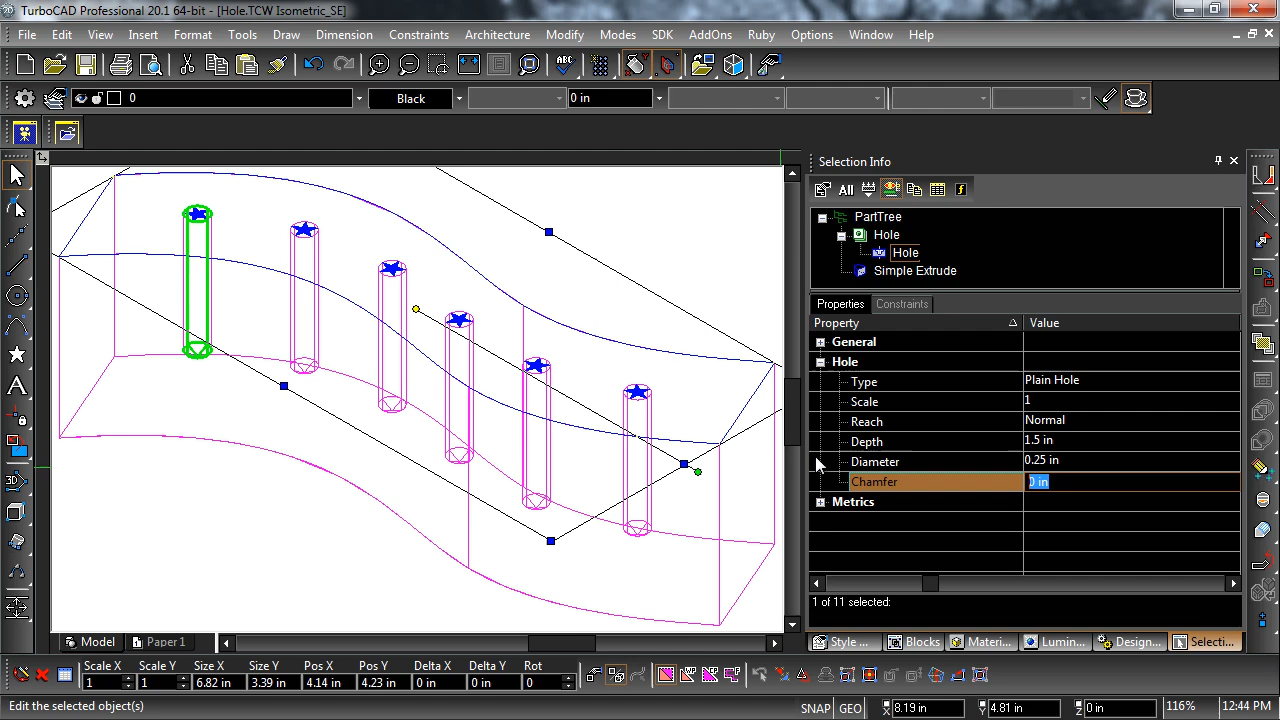 TurboCAD Professional 20.1 64-bit - [Hole.TCW Isometric_SE]
File Edit View Insert Format Tools Draw Dimension Constraints Architecture Modify Modes SDK AddOns Ruby Options Window Help
ABC
0 Black 0 in
Selection Info
All
PartTree
Hole
Hole
Simple Extrude
Properties Constraints
Property Value
General
Hole
Type Plain Hole
Scale 1
Reach Normal
Depth 1.5 in
Diameter 0.25 in
Chamfer 0 in
Metrics
1 of 11 selected:
Model Paper 1
Style ... Blocks Materi... Lumin... Design... Selecti...
Scale X Scale Y Size X Size Y Pos X Pos Y Delta X Delta Y Rot
1 1 6.82 in 3.39 in 4.14 in 4.23 in 0 in 0 in 0
Edit the selected object(s) SNAP GEO X 8.19 in Y 4.81 in Z 0 in 116% 12:44 PM